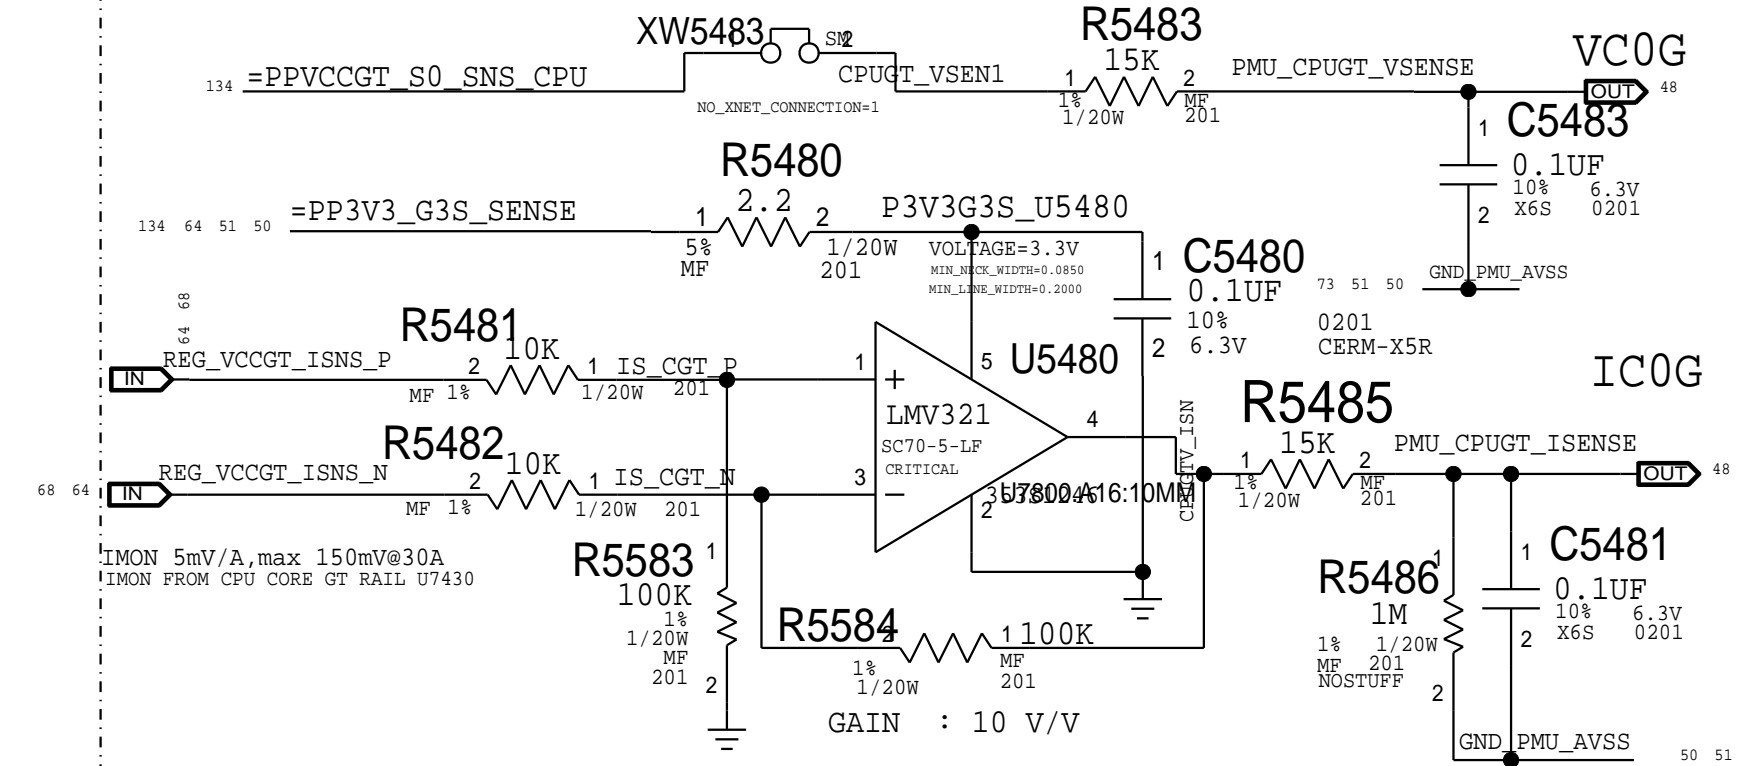 XW5483
1
SM
2
R5483
15K
VC0G
134
=PPVCCGT_S0_SNS_CPU
CPUGT_VSEN1
1
2
PMU_CPUGT_VSENSE
OUT
48
NO_XNET_CONNECTION=1
1%
1/20W
MF
201
1
C5483
0.1UF
10%
6.3V
X6S
0201
2
GND_PMU_AVSS
73 51 50
R5480
2.2
134 64 51 50
=PP3V3_G3S_SENSE
1
2
P3V3G3S_U5480
5%
MF
1/20W
201
VOLTAGE=3.3V
MIN_NECK_WIDTH=0.0850
MIN_LINE_WIDTH=0.2000
1
C5480
0.1UF
10%
6.3V
2
0201
CERM-X5R
64 68
R5481
10K
IN
REG_VCCGT_ISNS_P
2
1
IS_CGT_P
MF 1%
1/20W
201
1
+
5
U5480
LMV321
SC70-5-LF
CRITICAL
4
IC0G
R5482
10K
68 64
IN
REG_VCCGT_ISNS_N
2
1
IS_CGT_N
MF 1%
1/20W
201
3
−
2
U7800.A16:10MM
R5485
15K
1
2
PMU_CPUGT_ISENSE
OUT
48
1%
1/20W
MF
201
IMON 5mV/A,max 150mV@30A
IMON FROM CPU CORE GT RAIL U7430
R5583
1
100K
1%
1/20W
MF
201
2
R5584
2
1
100K
1%
1/20W
MF
201
GAIN : 10 V/V
R5486
1
1M
1% 1/20W
MF 201
NOSTUFF
2
1
C5481
0.1UF
10%
6.3V
X6S
0201
2
GND_PMU_AVSS
50 51